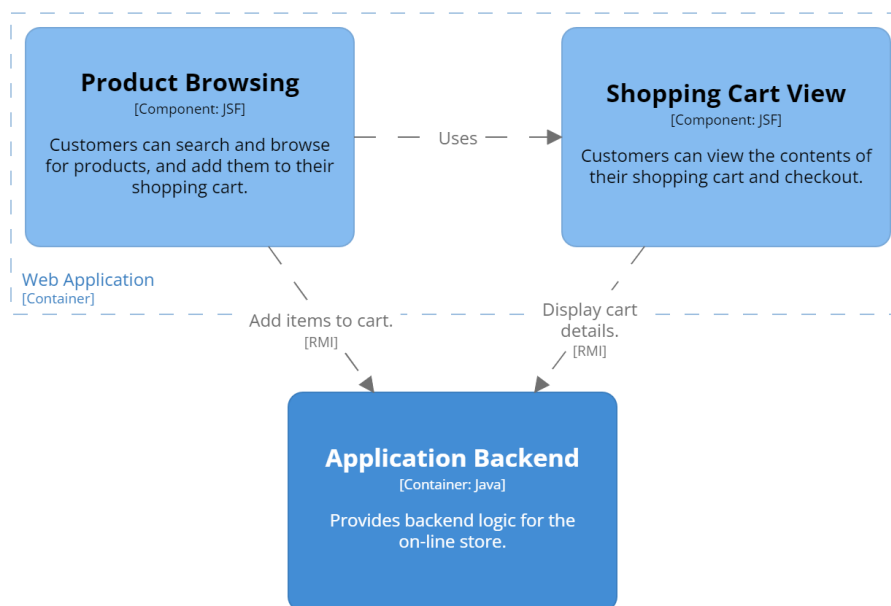 Product Browsing
[Component: JSF]
Customers can search and browse
for products, and add them to their
shopping cart.
Uses
Shopping Cart View
[Component: JSF]
Customers can view the contents of
their shopping cart and checkout.
Web Application
[Container]
Add items to cart.
[RMI]
Display cart
details.
[RMI]
Application Backend
[Container: Java]
Provides backend logic for the
on-line store.